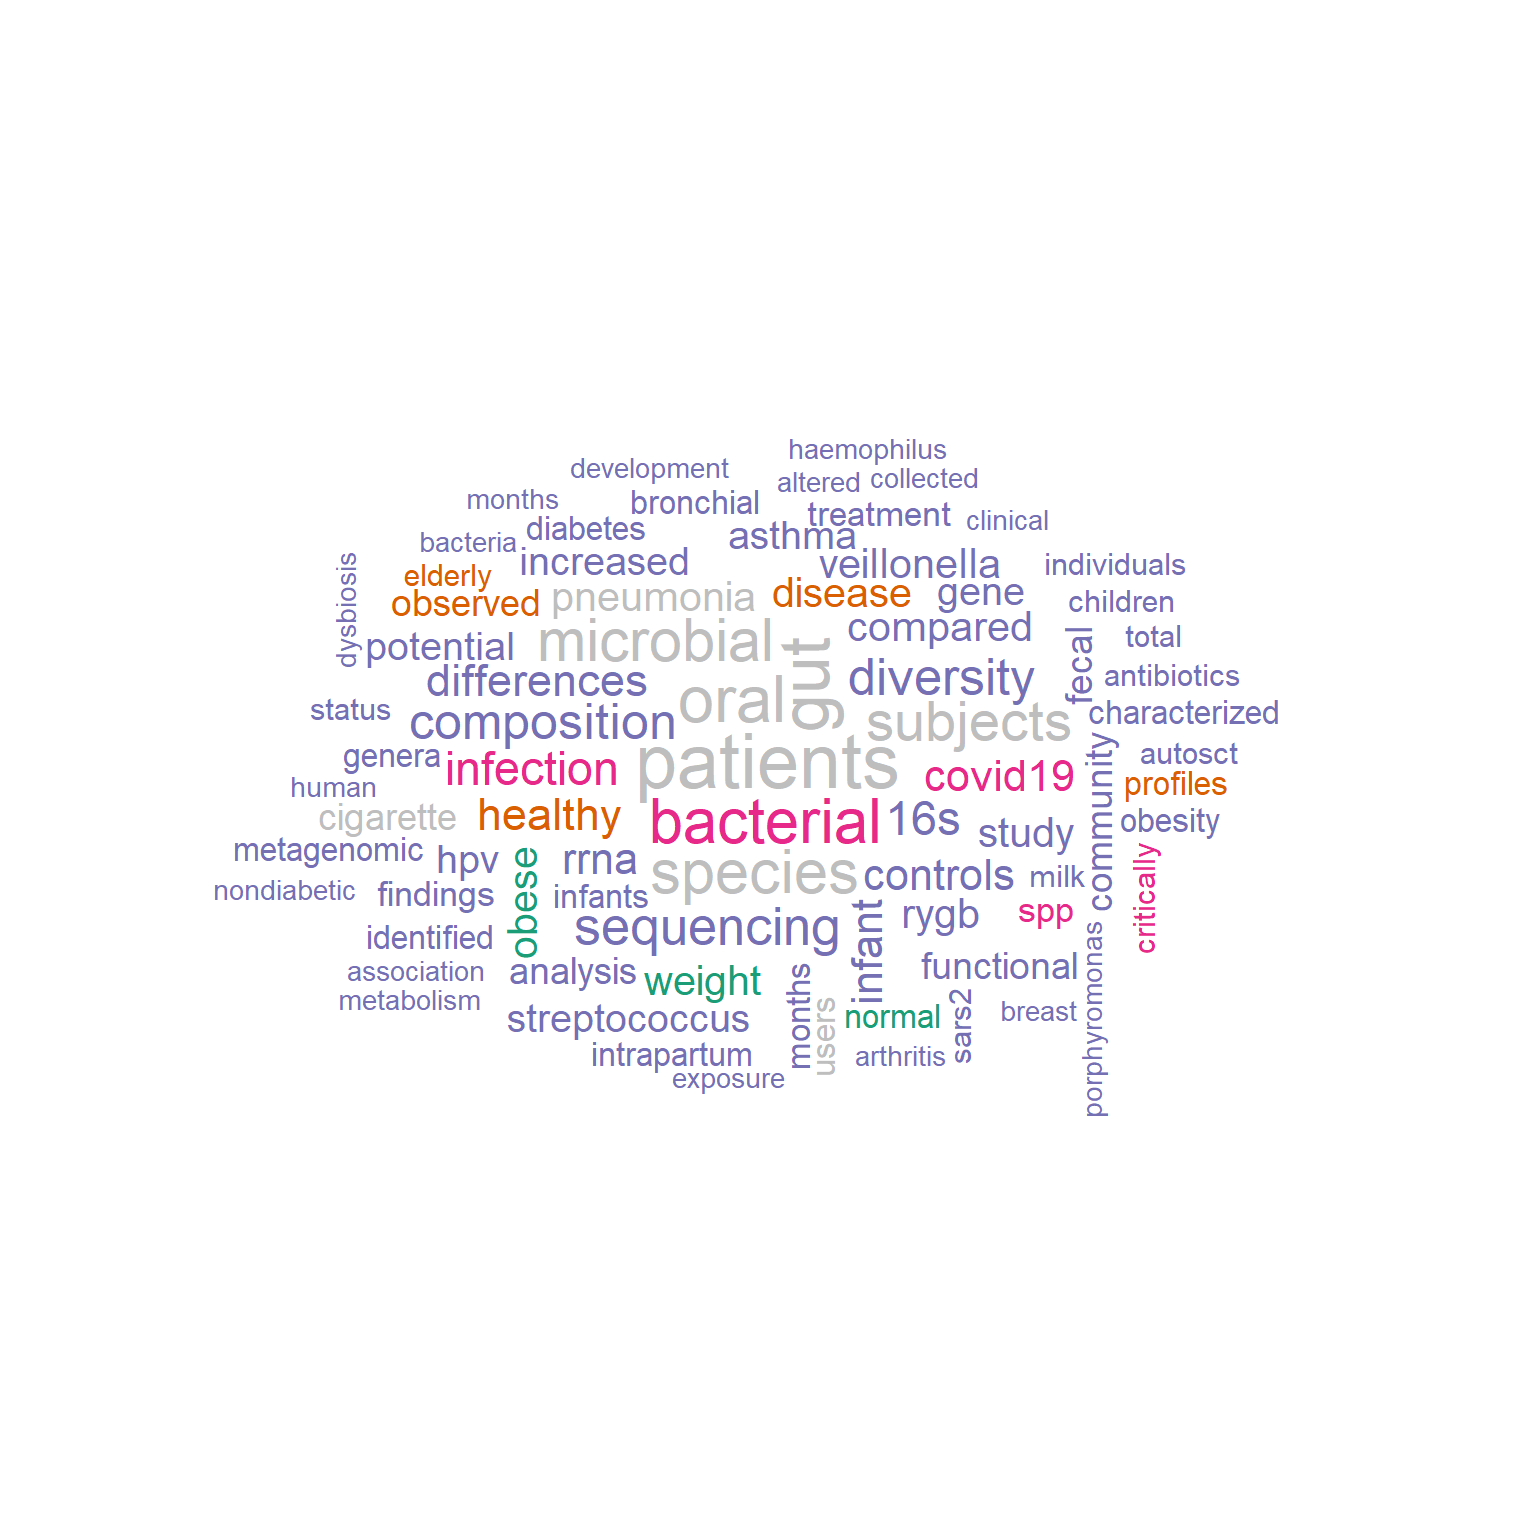 haemophilus
development
altered
collected
months
bronchial
treatment
clinical
diabetes
asthma
bacteria
increased
veillonella
individuals
dysbiosis
elderly
observed
pneumonia
disease
gene
children
potential
microbial
gut
compared
fecal
total
differences
oral
diversity
antibiotics
status
composition
subjects
characterized
genera
infection
patients
covid19
community
autosct
profiles
human
cigarette
healthy
bacterial
16s
study
obesity
metagenomic
hpv
obese
rrna
species
controls
milk
critically
nondiabetic
findings
infants
identified
sequencing
infant
rygb
spp
porphyromonas
association
analysis
weight
functional
metabolism
streptococcus
months
users
normal
sars2
breast
intrapartum
arthritis
exposure